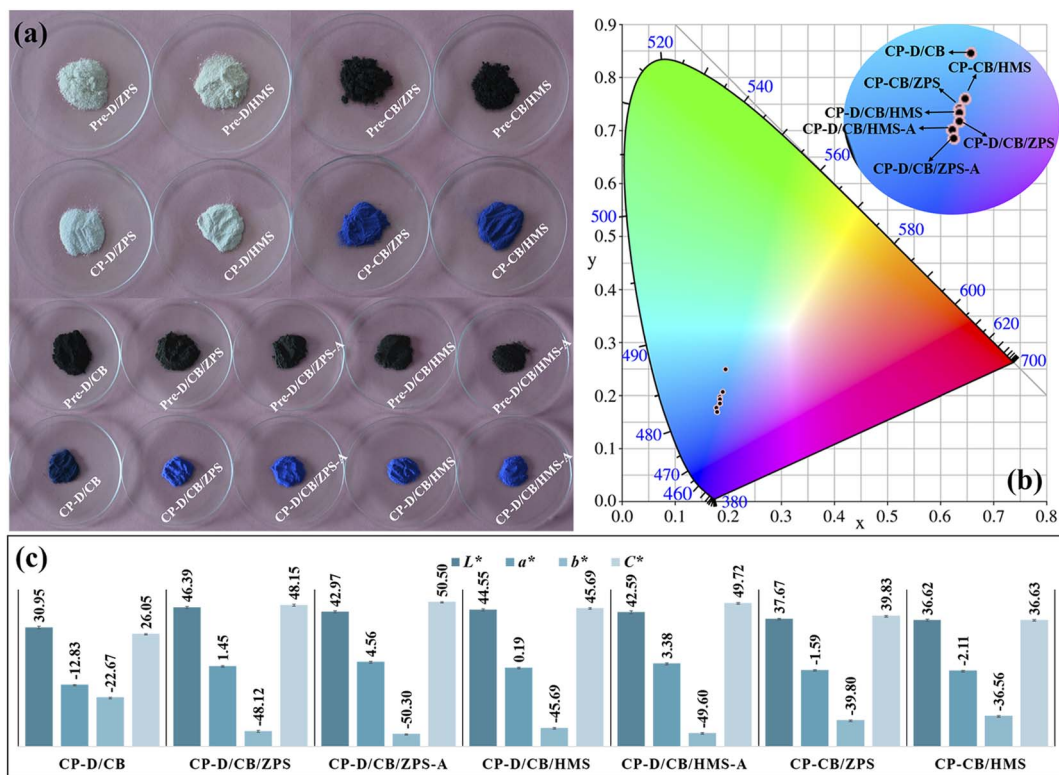 (a)
Pre-D/ZPS
Pre-D/HMS
Pre-CB/ZPS
Pre-CB/HMS
CP-D/ZPS
CP-D/HMS
CP-CB/ZPS
CP-CB/HMS
Pre-D/CB
Pre-D/CB/ZPS
Pre-D/CB/ZPS-A
Pre-D/CB/HMS
Pre-D/CB/HMS-A
CP-D/CB
CP-D/CB/ZPS
CP-D/CB/ZPS-A
CP-D/CB/HMS
CP-D/CB/HMS-A
0.9
0.8
0.7
0.6
0.5
y
0.4
0.3
0.2
0.1
0.0
0.0 0.1 0.2 0.3 0.4 0.5 0.6 0.7 0.8
x
520
540
560
580
600
620
700
500
490
480
470
460
380
CP-D/CB
CP-CB/HMS
CP-CB/ZPS
CP-D/CB/HMS
CP-D/CB/HMS-A
CP-D/CB/ZPS
CP-D/CB/ZPS-A
(b)
(c)
L* a* b* C*
30.95 -12.83 -22.67 26.05
46.39 1.45 -48.12 48.15
42.97 4.56 -50.30 50.50
44.55 0.19 -45.69 45.69
42.59 3.38 -49.60 49.72
37.67 -1.59 -39.80 39.83
36.62 -2.11 -36.56 36.63
CP-D/CB CP-D/CB/ZPS CP-D/CB/ZPS-A CP-D/CB/HMS CP-D/CB/HMS-A CP-CB/ZPS CP-CB/HMS